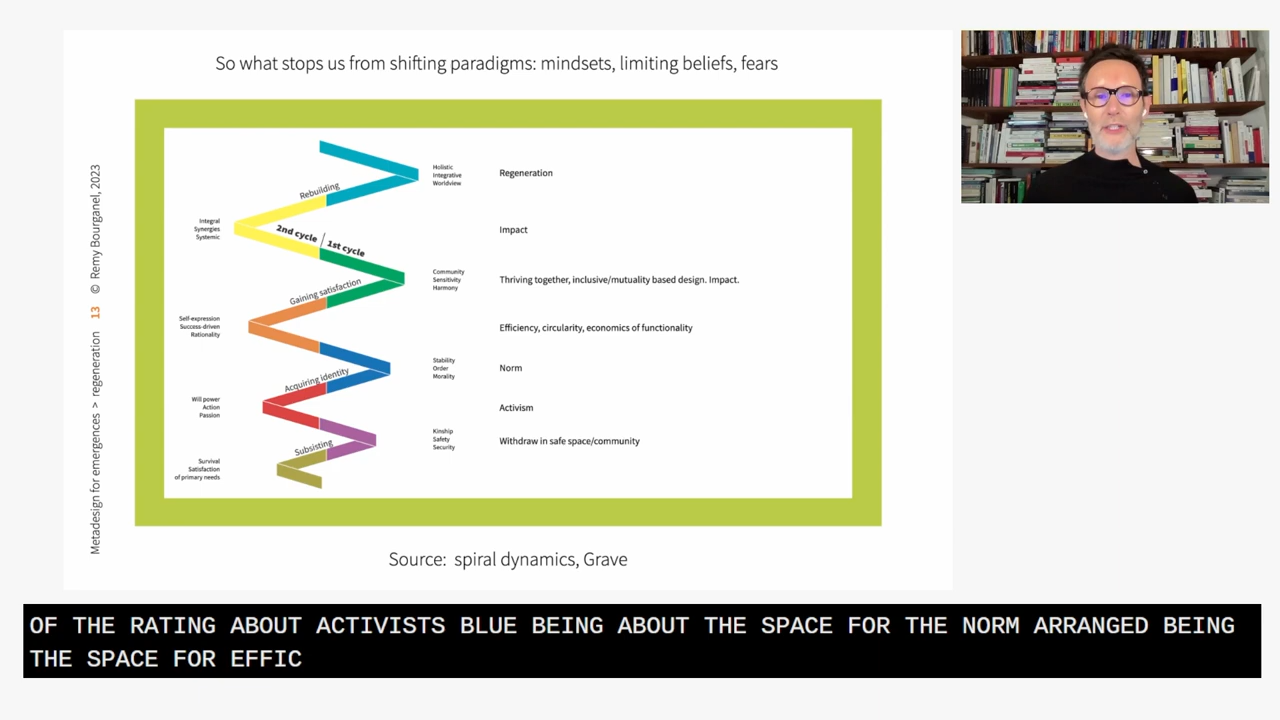 So what stops us from shifting paradigms: mindsets, limiting beliefs, fears
Metadesign for emergences > regeneration 13 © Remy Bourganel, 2023
Holistic
Integrative
Worldview
Regeneration
Rebuilding
Integral
Synergies
Systemic
2nd cycle / 1st cycle
Impact
Community
Sensitivity
Harmony
Thriving together, inclusive/mutuality based design. Impact.
Gaining satisfaction
Self-expression
Success-driven
Rationality
Efficiency, circularity, economics of functionality
Stability
Order
Morality
Norm
Acquiring identity
Will power
Action
Passion
Activism
Kinship
Safety
Security
Withdraw in safe space/community
Subsisting
Survival
Satisfaction
of primary needs
Source: spiral dynamics, Grave
OF THE RATING ABOUT ACTIVISTS BLUE BEING ABOUT THE SPACE FOR THE NORM ARRANGED BEING
THE SPACE FOR EFFIC